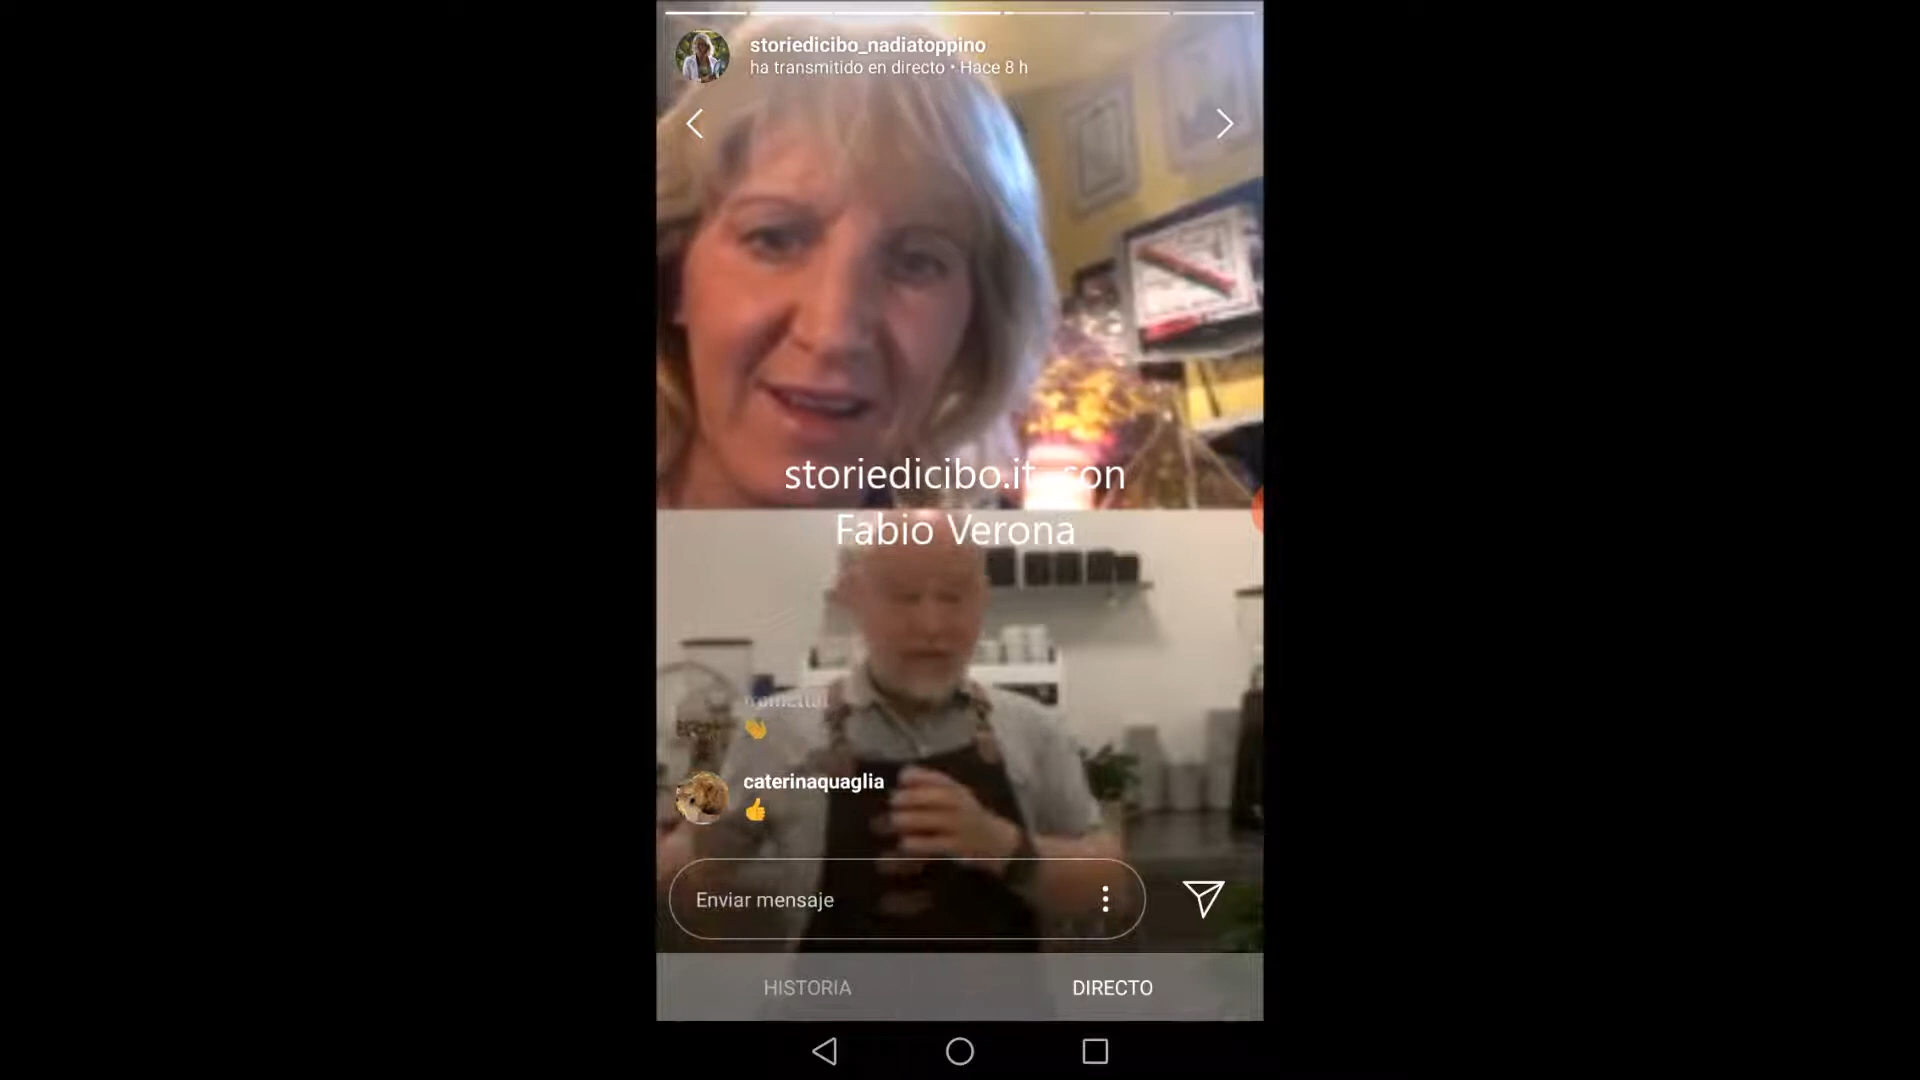 storiedicibo_nadiatoppino
ha transmitido en directo • Hace 8 h
storiedicibo.it con
Fabio Verona
caterinaquaglia
Enviar mensaje
HISTORIA
DIRECTO